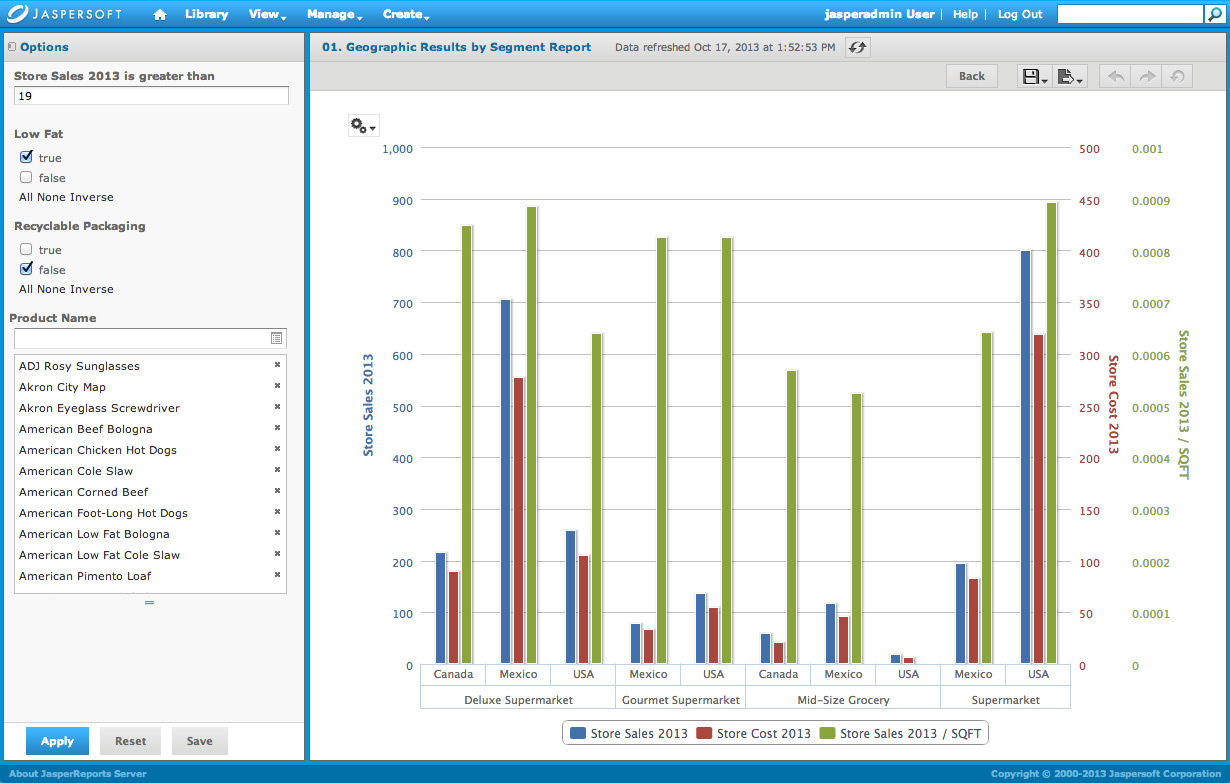 JASPERSOFT Library View Manage Create jasperadmin User | Help | Log Out
Options
Store Sales 2013 is greater than
19
Low Fat
true
false
All None Inverse
Recyclable Packaging
true
false
All None Inverse
Product Name
ADJ Rosy Sunglasses
Akron City Map
Akron Eyeglass Screwdriver
American Beef Bologna
American Chicken Hot Dogs
American Cole Slaw
American Corned Beef
American Foot-Long Hot Dogs
American Low Fat Bologna
American Low Fat Cole Slaw
American Pimento Loaf
Apply Reset Save
01. Geographic Results by Segment Report Data refreshed Oct 17, 2013 at 1:52:53 PM
Back
1,000 500 0.001
900 450 0.0009
800 400 0.0008
700 350 0.0007
600 300 0.0006
500 250 0.0005
400 200 0.0004
300 150 0.0003
200 100 0.0002
100 50 0.0001
0 0 0
Store Sales 2013
Store Cost 2013
Store Sales 2013 / SQFT
Canada Mexico USA Mexico USA Canada Mexico USA Mexico USA
Deluxe Supermarket Gourmet Supermarket Mid-Size Grocery Supermarket
Store Sales 2013 Store Cost 2013 Store Sales 2013 / SQFT
About JasperReports Server Copyright © 2000-2013 Jaspersoft Corporation